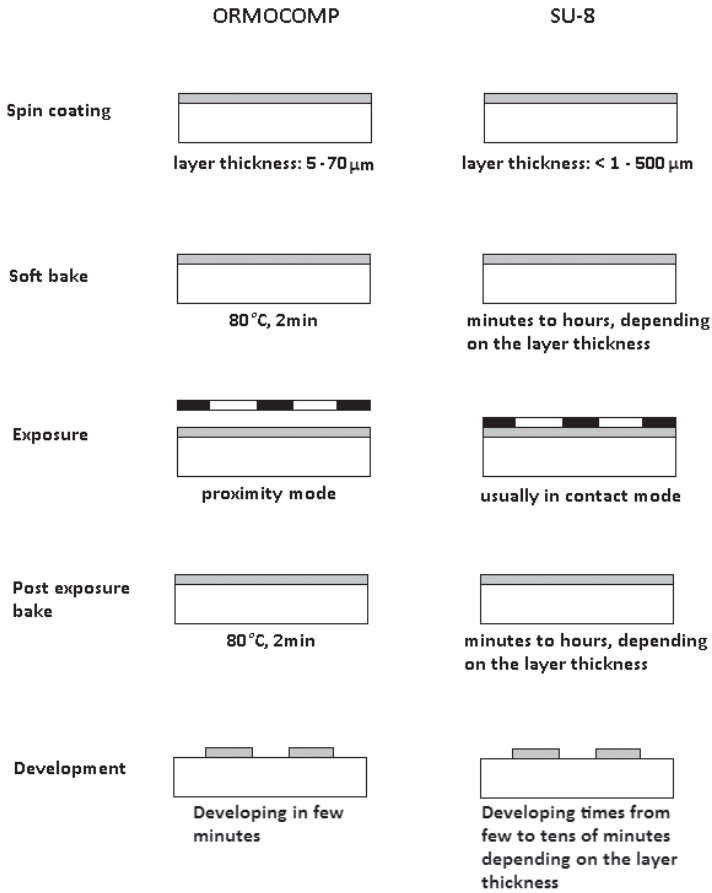 ORMOCOMP SU-8
Spin coating
layer thickness: 5 - 70 μm
layer thickness: < 1 - 500 μm
Soft bake
80°C, 2min
minutes to hours, depending
on the layer thickness
Exposure
proximity mode
usually in contact mode
Post exposure
bake
80°C, 2min
minutes to hours, depending
on the layer thickness
Development
Developing in few
minutes
Developing times from
few to tens of minutes
depending on the layer
thickness